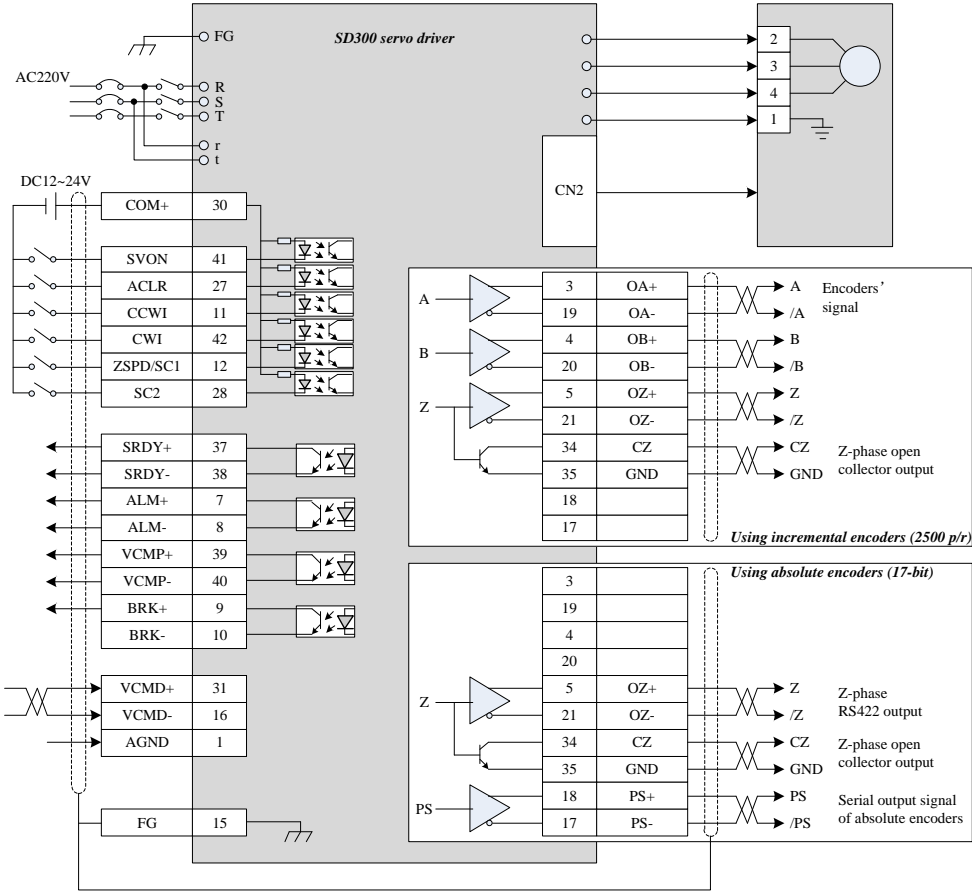 SD300 servo driver
FG
AC220V
R
S
T
r
t
2
3
4
1
CN2
DC12~24V
COM+ 30
SVON 41
ACLR 27
CCWI 11
CWI 42
ZSPD/SC1 12
SC2 28
SRDY+ 37
SRDY- 38
ALM+ 7
ALM- 8
VCMP+ 39
VCMP- 40
BRK+ 9
BRK- 10
VCMD+ 31
VCMD- 16
AGND 1
FG 15
A
B
Z
3 OA+ A
19 OA- /A
Encoders'
signal
4 OB+ B
20 OB- /B
5 OZ+ Z
21 OZ- /Z
34 CZ CZ
35 GND GND
Z-phase open
collector output
18
17
Using incremental encoders (2500 p/r)
Using absolute encoders (17-bit)
3
19
4
20
Z
5 OZ+ Z
21 OZ- /Z
Z-phase
RS422 output
34 CZ CZ
35 GND GND
Z-phase open
collector output
PS
18 PS+ PS
17 PS- /PS
Serial output signal
of absolute encoders